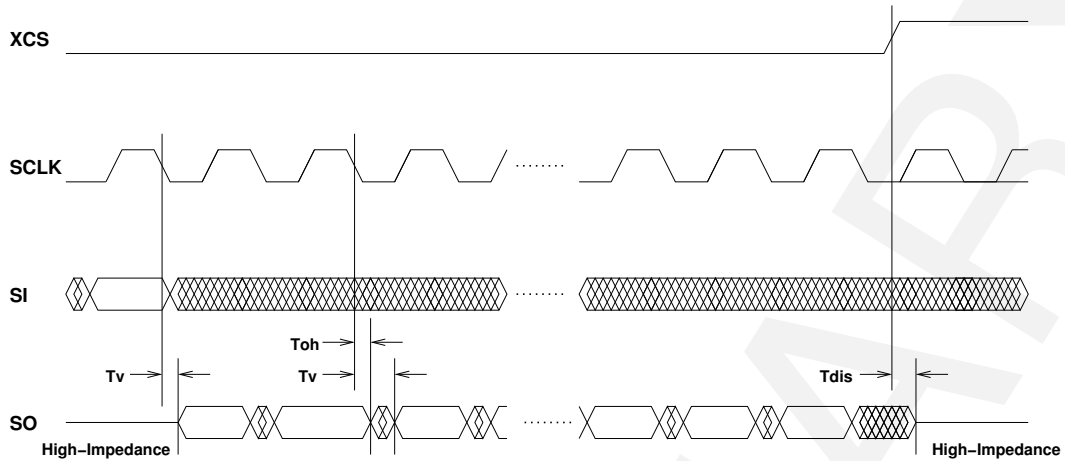 XCS
SCLK
SI
Toh
Tv
Tv
Tdis
SO
High-Impedance
High-Impedance